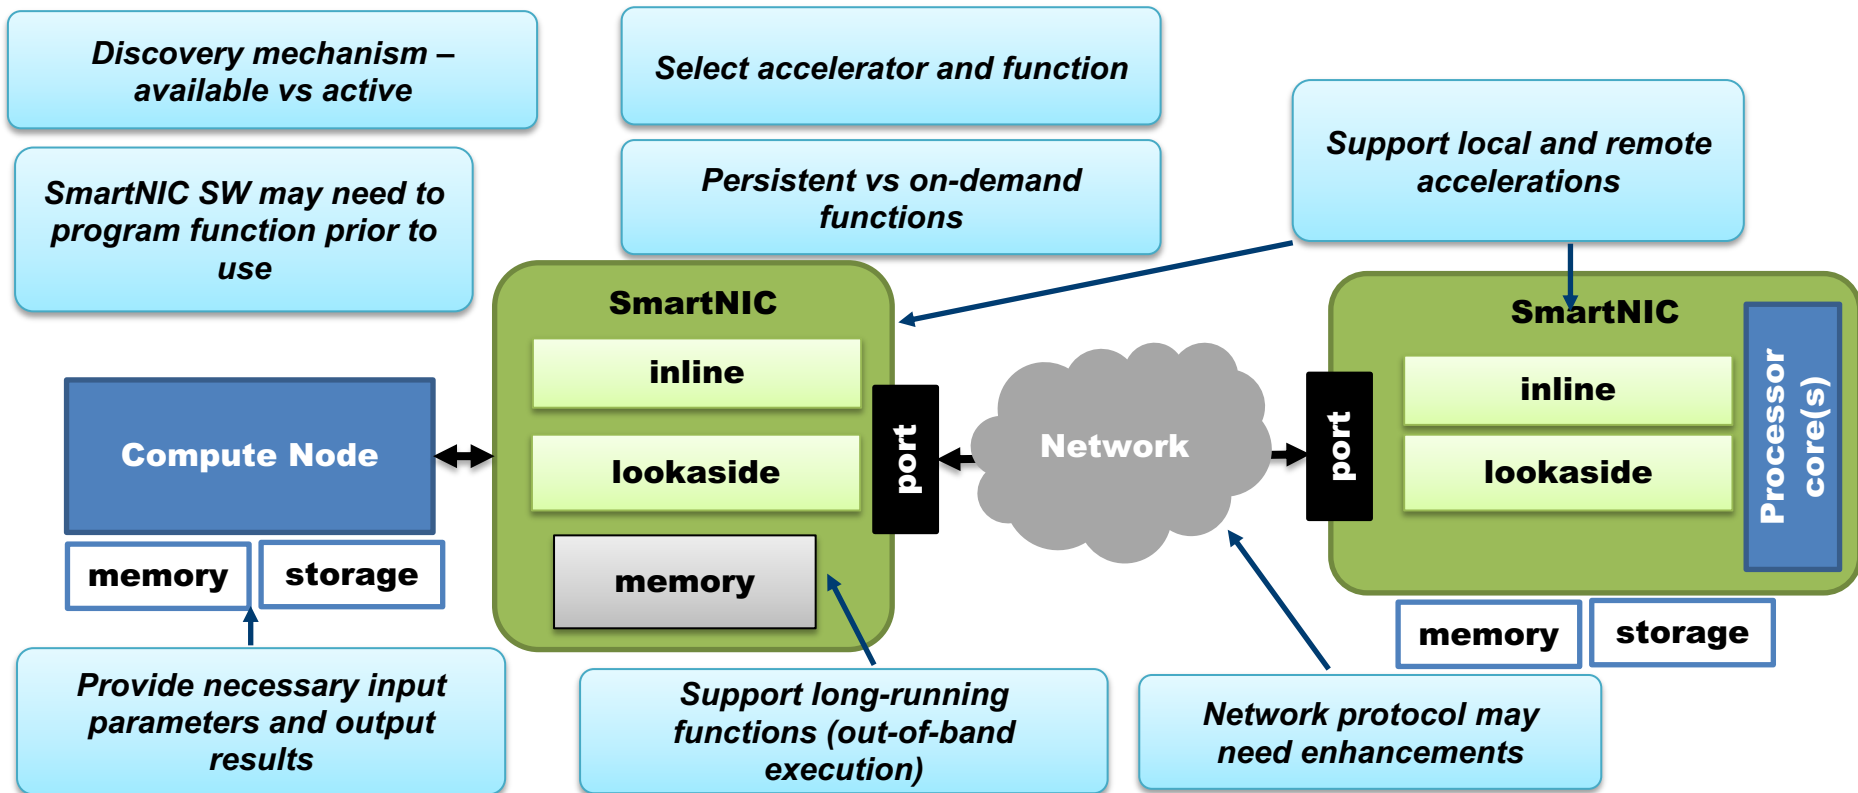 Discovery mechanism –
available vs active
Select accelerator and function
Support local and remote
accelerations
SmartNIC SW may need to
program function prior to
use
Persistent vs on-demand
functions
SmartNIC
inline
lookaside
memory
port
Compute Node
memory
storage
Network
SmartNIC
port
inline
lookaside
Processor
core(s)
memory
storage
Provide necessary input
parameters and output
results
Support long-running
functions (out-of-band
execution)
Network protocol may
need enhancements